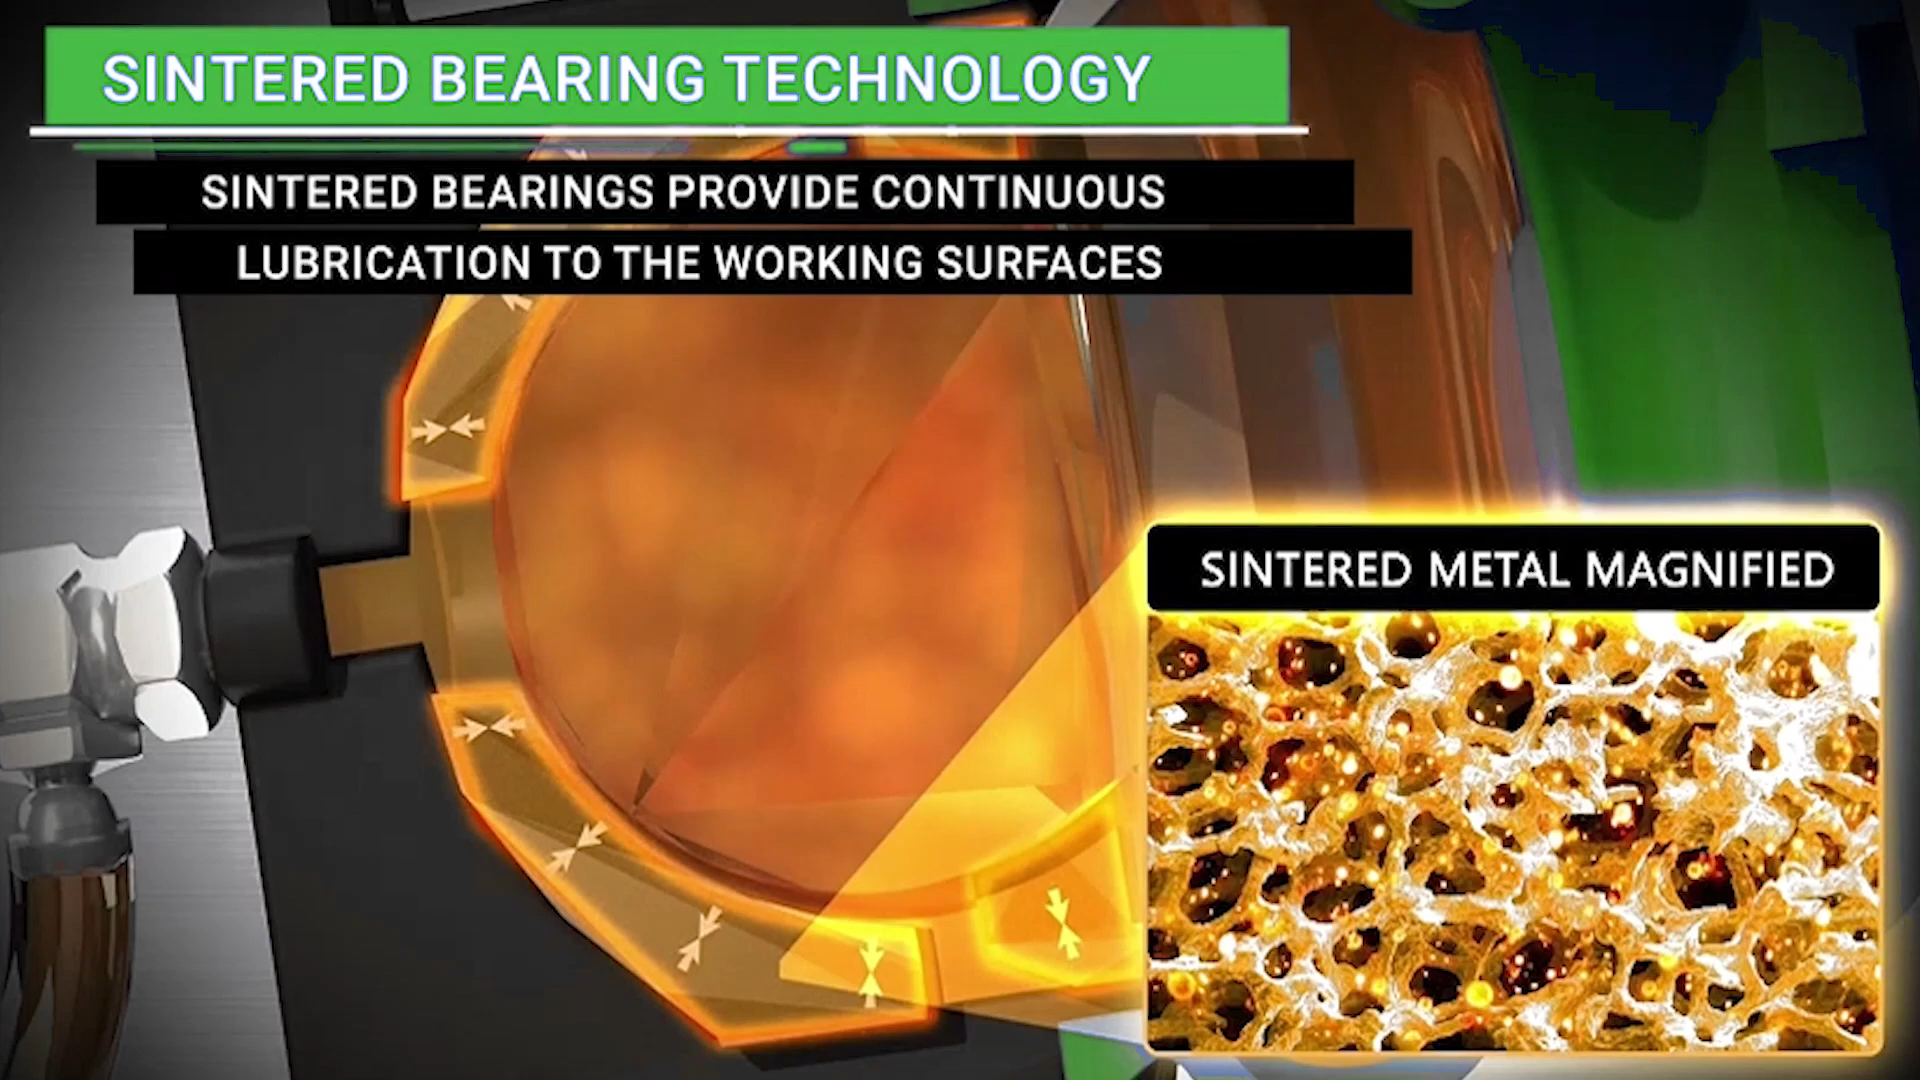 SINTERED BEARING TECHNOLOGY
SINTERED BEARINGS PROVIDE CONTINUOUS
LUBRICATION TO THE WORKING SURFACES
SINTERED METAL MAGNIFIED